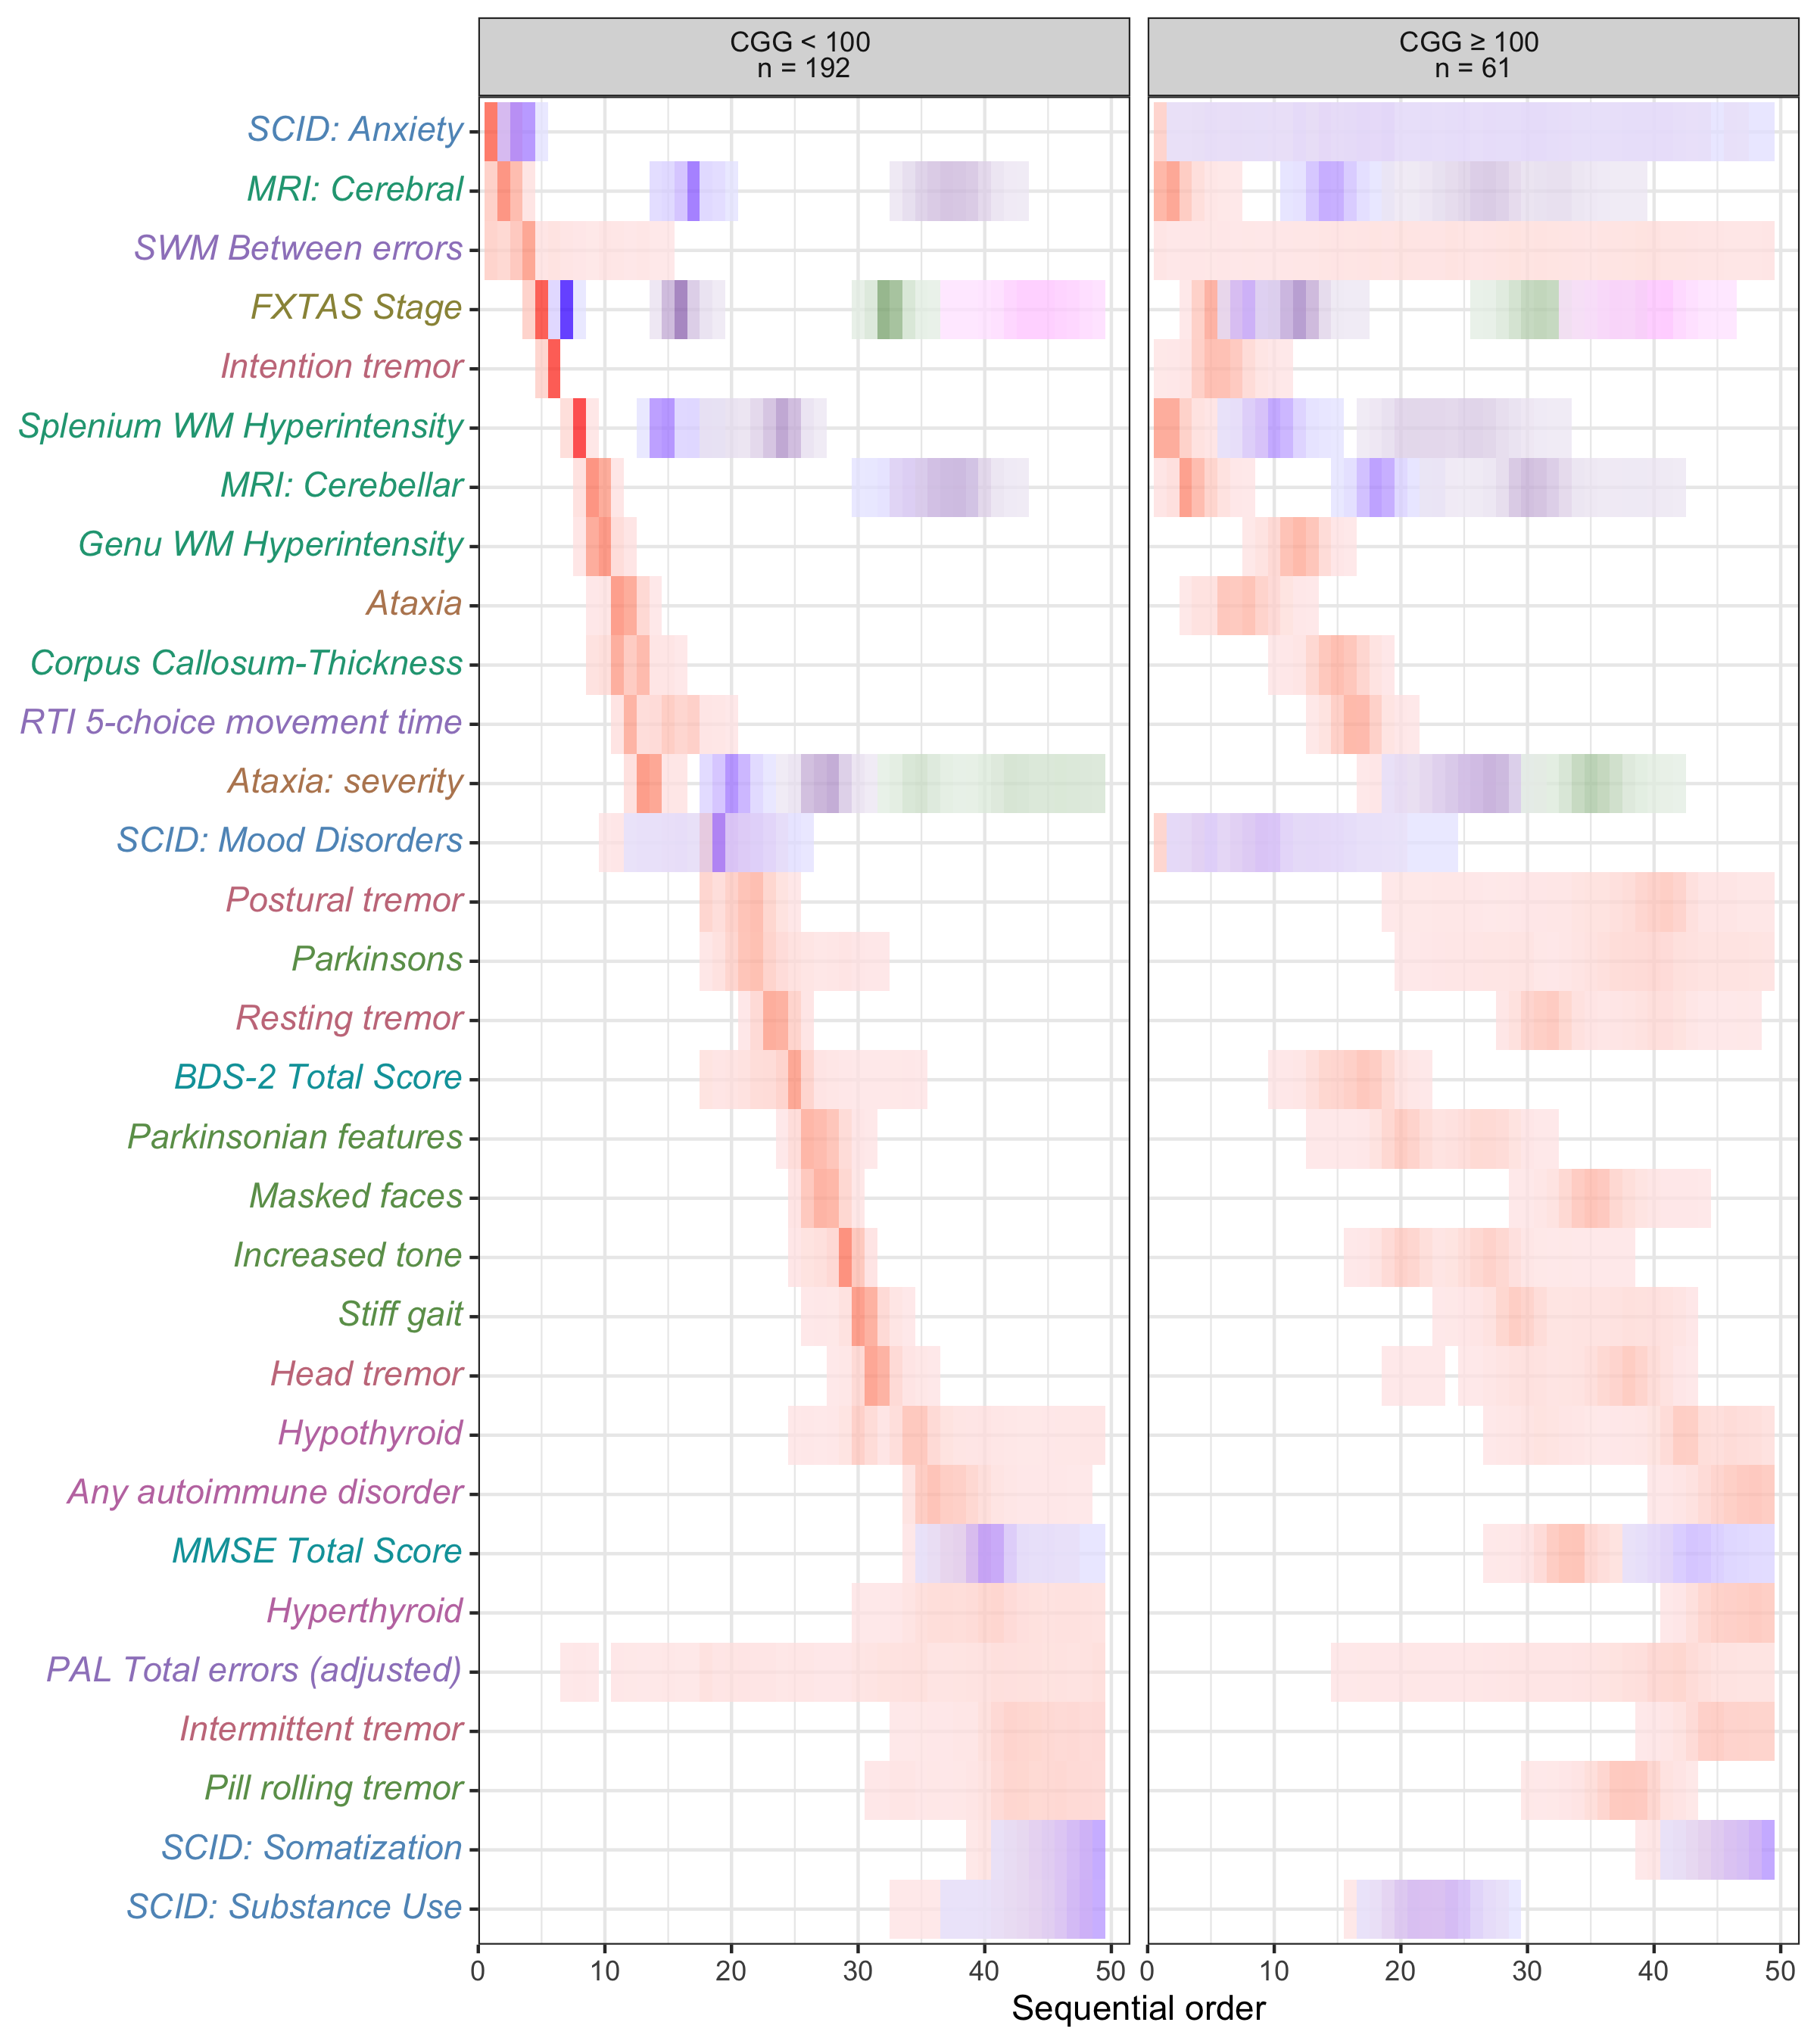 CGG < 100
n = 192
CGG ≥ 100
n = 61
SCID: Anxiety
MRI: Cerebral
SWM Between errors
FXTAS Stage
Intention tremor
Splenium WM Hyperintensity
MRI: Cerebellar
Genu WM Hyperintensity
Ataxia
Corpus Callosum-Thickness
RTI 5-choice movement time
Ataxia: severity
SCID: Mood Disorders
Postural tremor
Parkinsons
Resting tremor
BDS-2 Total Score
Parkinsonian features
Masked faces
Increased tone
Stiff gait
Head tremor
Hypothyroid
Any autoimmune disorder
MMSE Total Score
Hyperthyroid
PAL Total errors (adjusted)
Intermittent tremor
Pill rolling tremor
SCID: Somatization
SCID: Substance Use
0 10 20 30 40 50 0 10 20 30 40 50
Sequential order